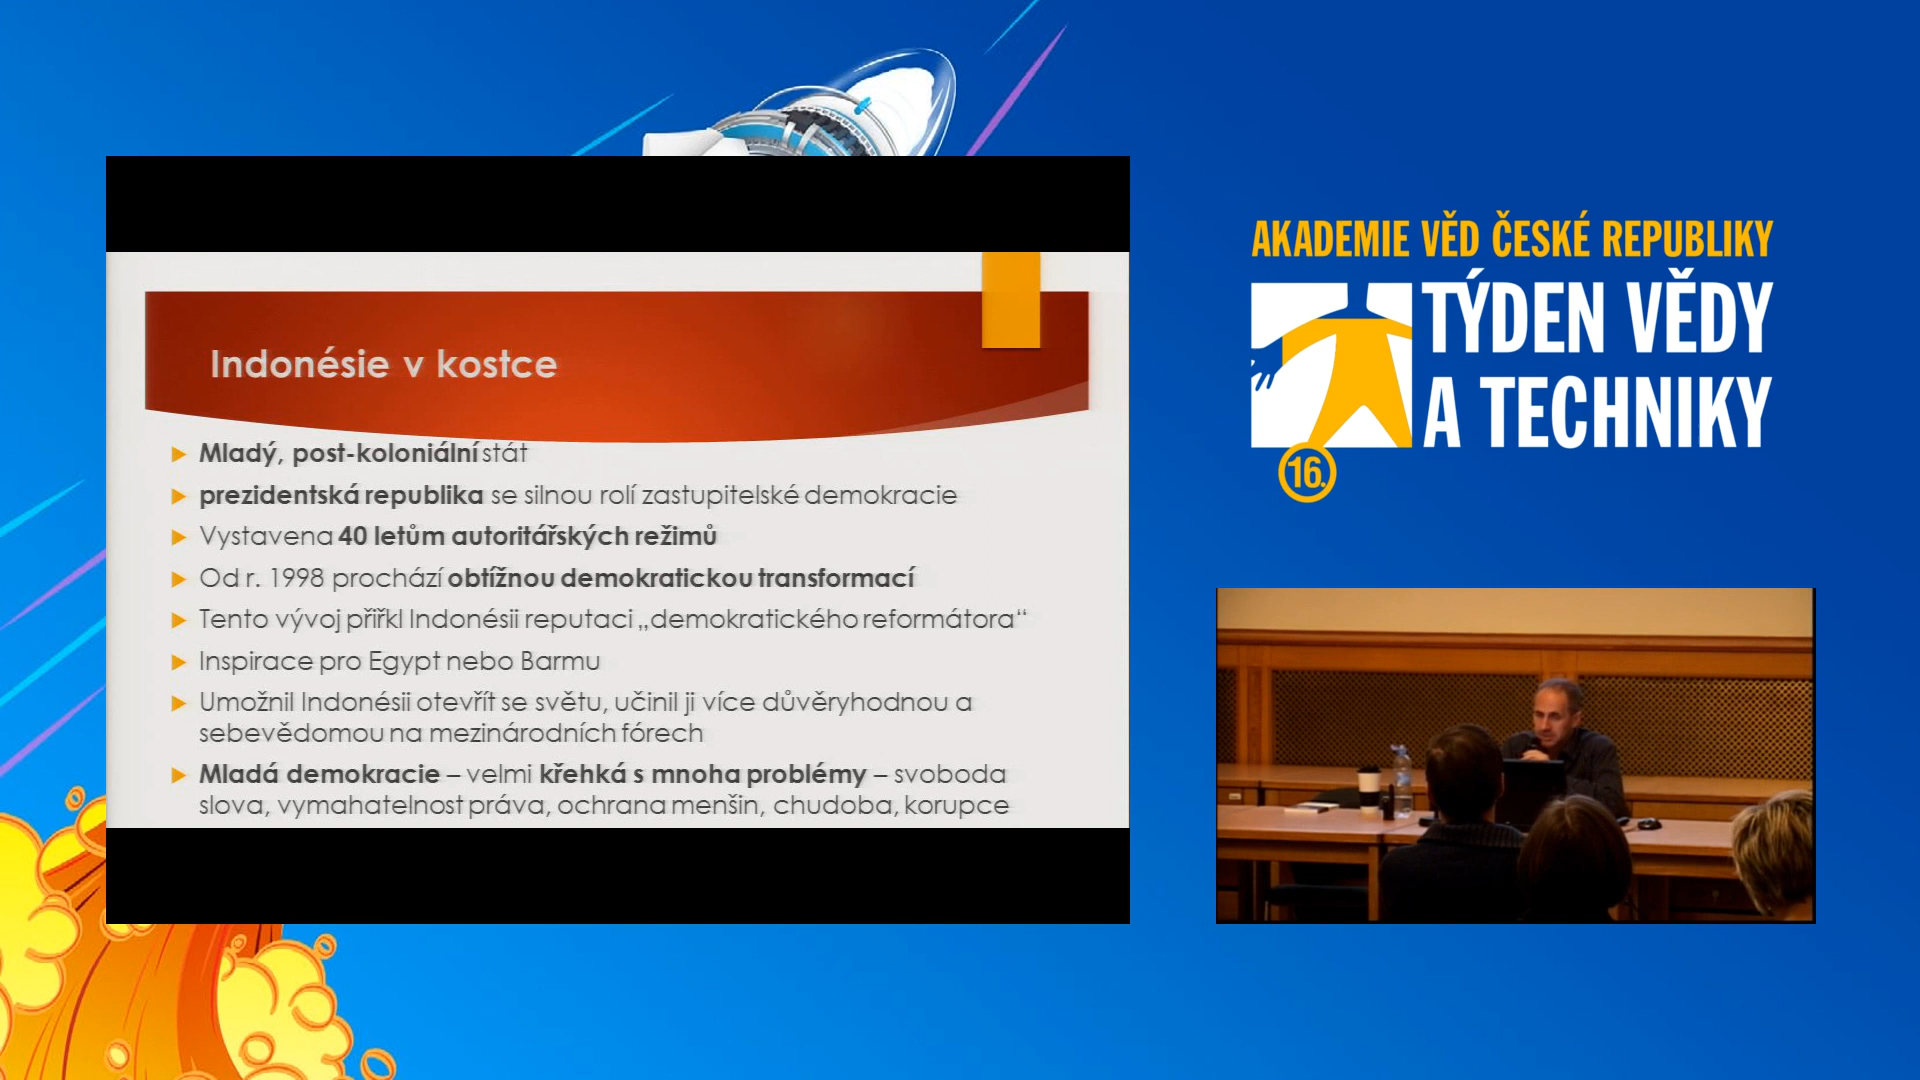 Indonésie v kostce
Mladý, post-koloniální stát
prezidentská republika se silnou rolí zastupitelské demokracie
Vystavena 40 letům autoritářských režimů
Od r. 1998 prochází obtížnou demokratickou transformací
Tento vývoj přiřkl Indonésii reputaci „demokratického reformátora“
Inspirace pro Egypt nebo Barmu
Umožnil Indonésii otevřít se světu, učinil ji více důvěryhodnou a
sebevědomou na mezinárodních fórech
Mladá demokracie – velmi křehká s mnoha problémy – svoboda
slova, vymahatelnost práva, ochrana menšin, chudoba, korupce
AKADEMIE VĚD ČESKÉ REPUBLIKY
TÝDEN VĚDY
A TECHNIKY
16.